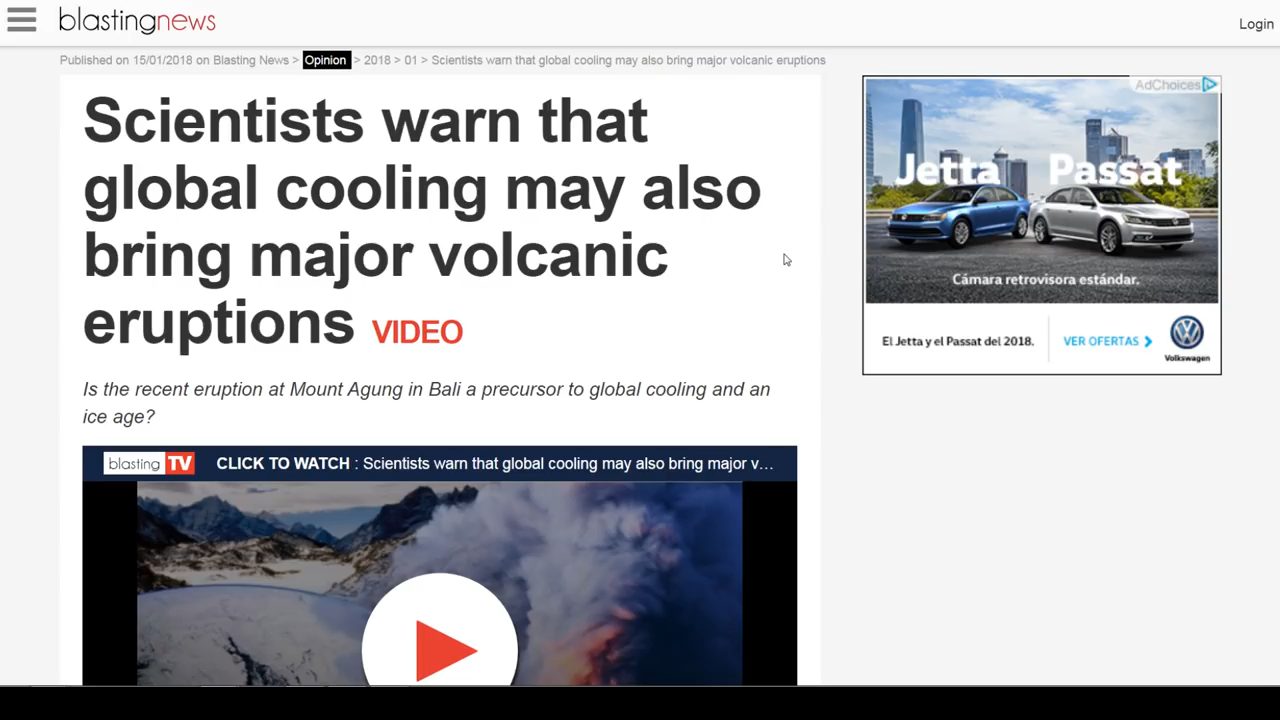 blastingnews
Login
Published on 15/01/2018 on Blasting News > Opinion > 2018 > 01 > Scientists warn that global cooling may also bring major volcanic eruptions
Scientists warn that
global cooling may also
bring major volcanic
eruptions VIDEO
Is the recent eruption at Mount Agung in Bali a precursor to global cooling and an
ice age?
blasting TV CLICK TO WATCH : Scientists warn that global cooling may also bring major v…
AdChoices
Jetta Passat
Cámara retrovisora estándar.
El Jetta y el Passat del 2018. VER OFERTAS
Volkswagen